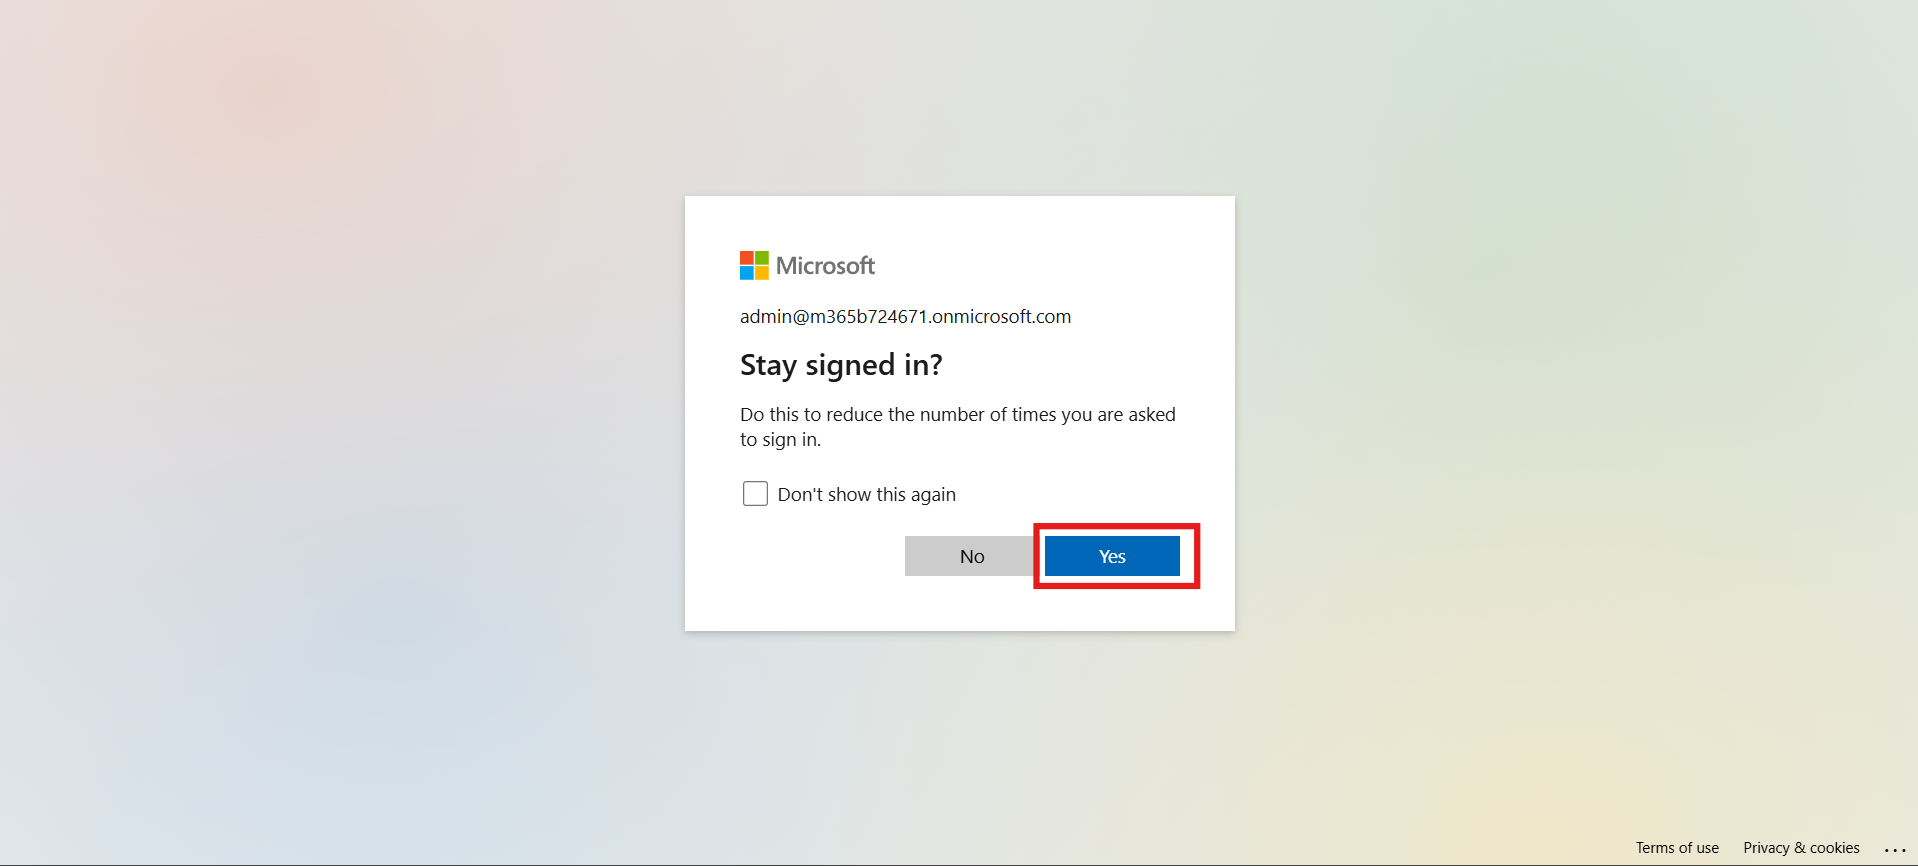 Microsoft
admin@m365b724671.onmicrosoft.com
Stay signed in?
Do this to reduce the number of times you are asked
to sign in.
Don't show this again
No
Yes
Terms of use
Privacy & cookies
...